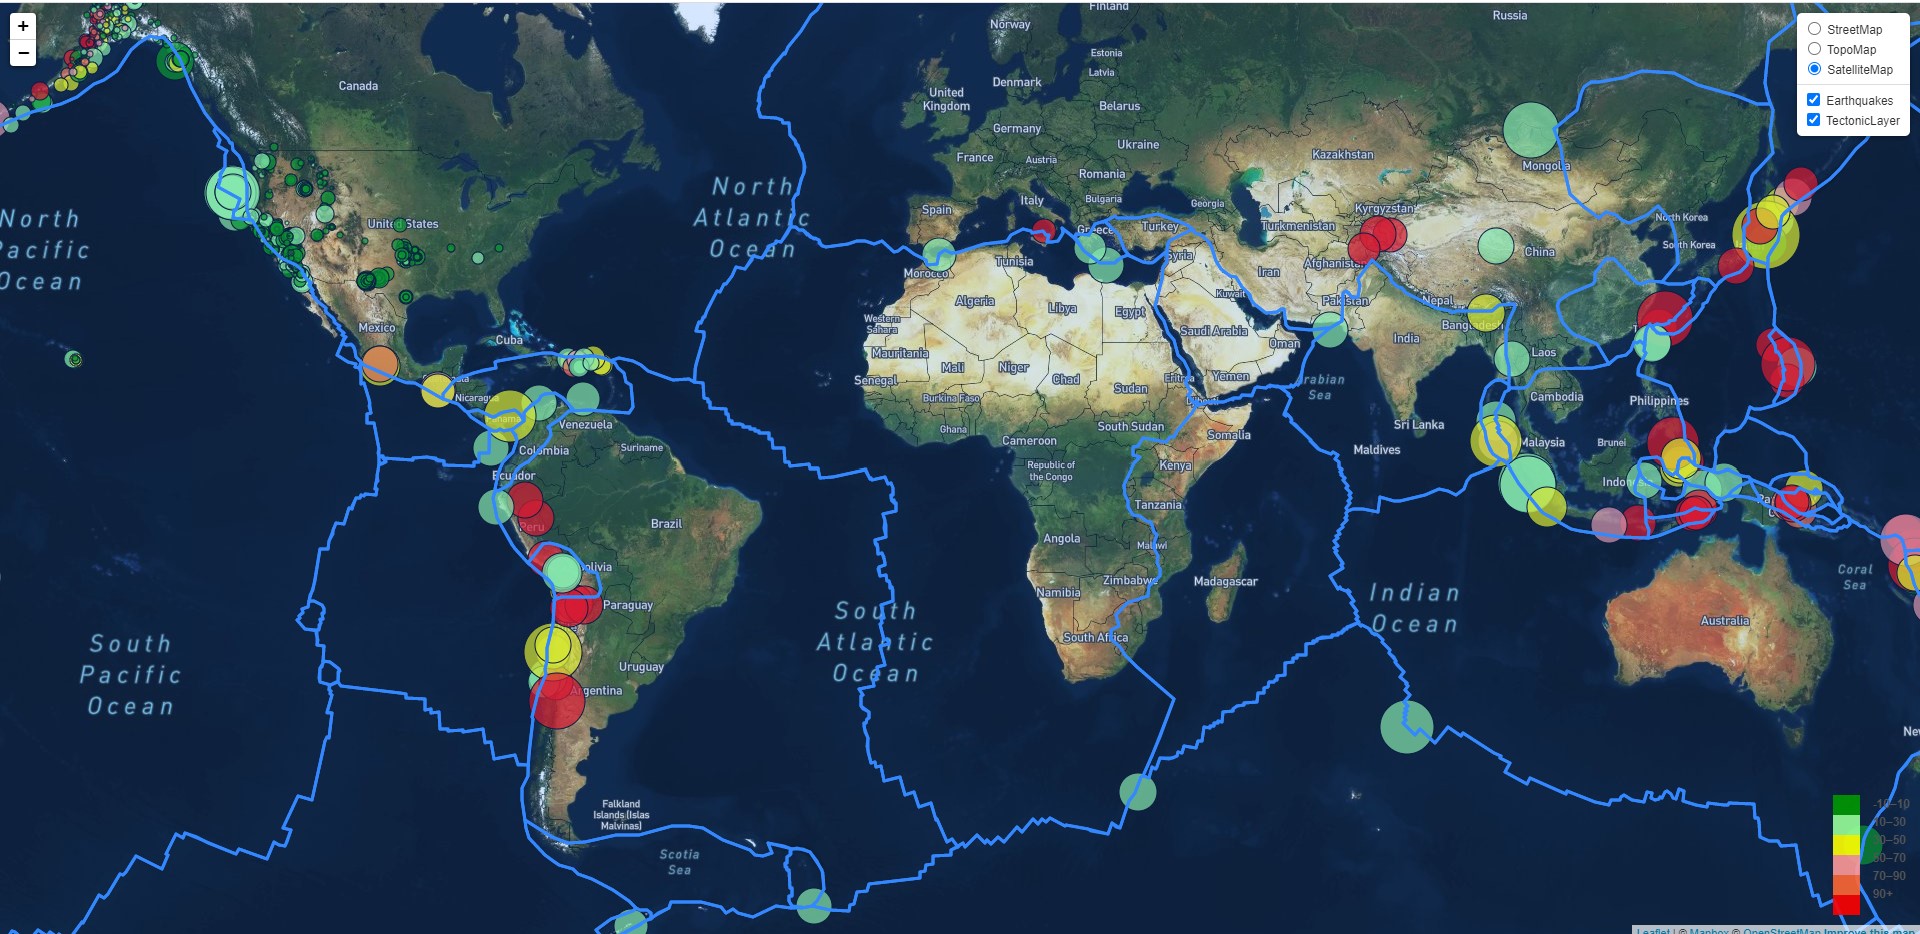 +
−
StreetMap
TopoMap
SatelliteMap
Earthquakes
TectonicLayer
Finland
Norway
Russia
Estonia
Latvia
Denmark
Canada
United
Kingdom
Belarus
Germany
Ukraine
France
Austria
Kazakhstan
Mongolia
Romania
North
Atlantic
Ocean
Italy
Bulgaria
Spain
Georgia
Kyrgyzstan
North Korea
North
Pacific
Ocean
United States
Greece
Turkey
Turkmenistan
South Korea
China
Syria
Tunisia
Morocco
Iran
Afghanistan
Algeria
Libya
Egypt
Kuwait
Pakistan
Nepal
Western
Sahara
Mexico
Cuba
Saudi Arabia
Bangladesh
India
Oman
Laos
Mauritania
Mali
Niger
Chad
Senegal
Sudan
Eritrea
Yemen
Arabian
Sea
Nicaragua
Burkina Faso
Djibouti
Cambodia
Philippines
Panama
Venezuela
Ghana
Cameroon
South Sudan
Somalia
Sri Lanka
Colombia
Suriname
Maldives
Malaysia
Brunei
Ecuador
Republic of
the Congo
Kenya
Indonesia
Peru
Brazil
Tanzania
Angola
Malawi
Bolivia
Zimbabwe
Madagascar
Namibia
Coral
Sea
Paraguay
South
Atlantic
Ocean
Indian
Ocean
Australia
South Africa
South
Pacific
Ocean
Uruguay
Argentina
New
Falkland
Islands (Islas
Malvinas)
Scotia
Sea
-10–10
10–30
30–50
50–70
70–90
90+
Leaflet | © Mapbox © OpenStreetMap Improve this map